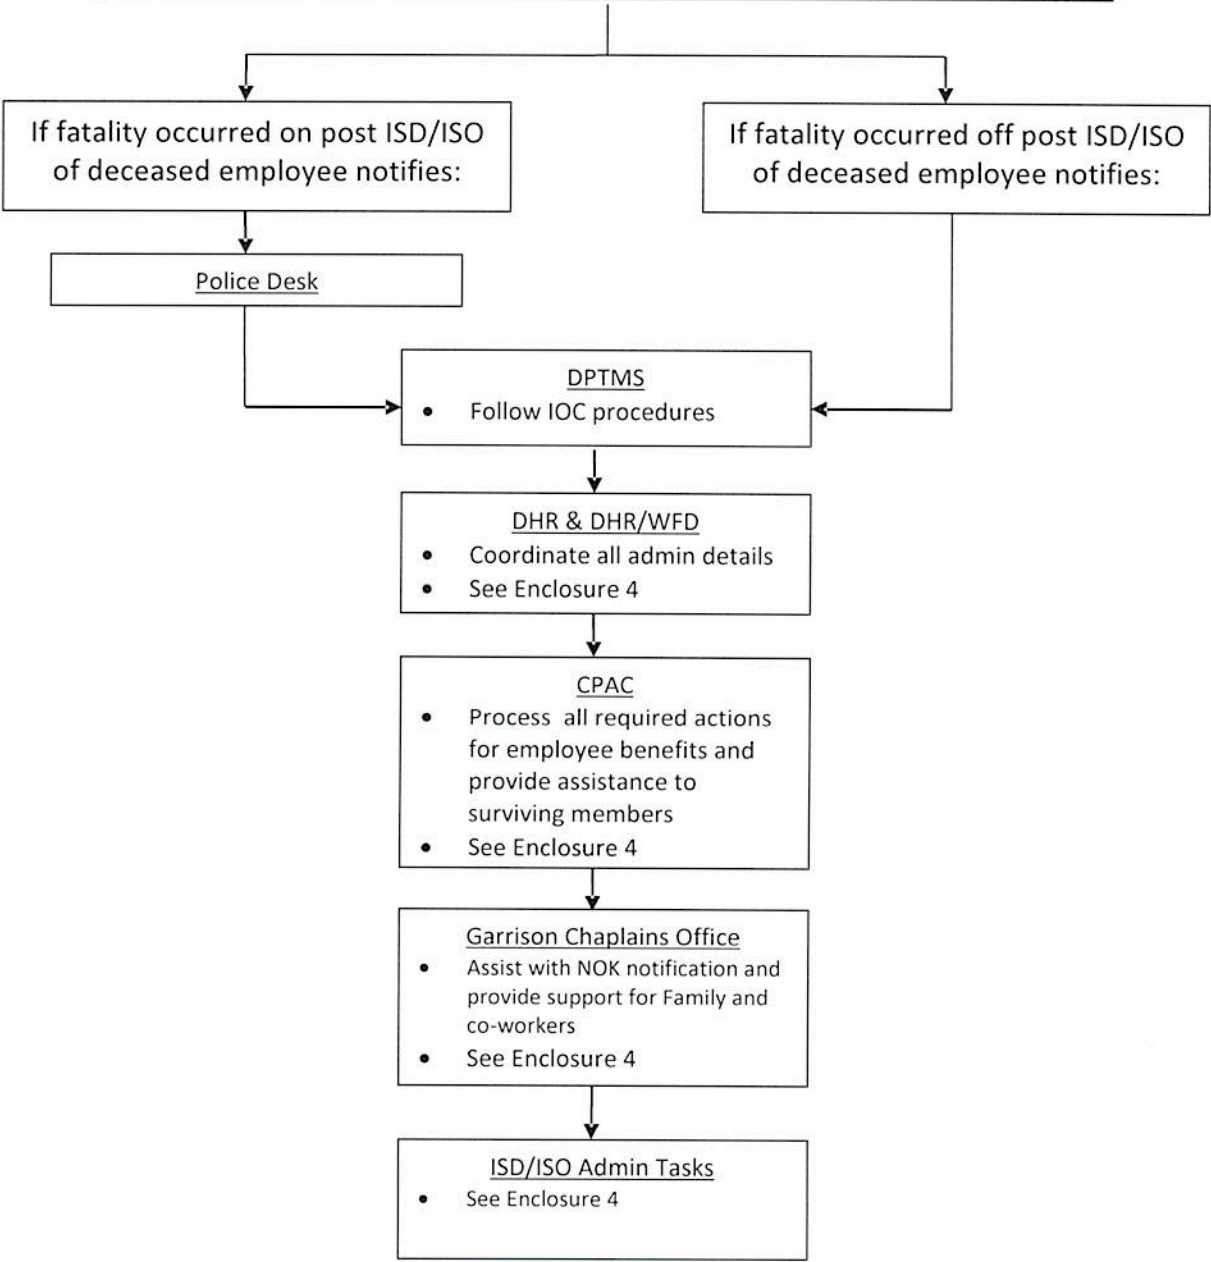 If fatality occurred on post ISD/ISO
of deceased employee notifies:
If fatality occurred off post ISD/ISO
of deceased employee notifies:
Police Desk
DPTMS
• Follow IOC procedures
DHR & DHR/WFD
• Coordinate all admin details
• See Enclosure 4
CPAC
• Process all required actions
for employee benefits and
provide assistance to
surviving members
• See Enclosure 4
Garrison Chaplains Office
• Assist with NOK notification and
provide support for Family and
co-workers
• See Enclosure 4
ISD/ISO Admin Tasks
• See Enclosure 4